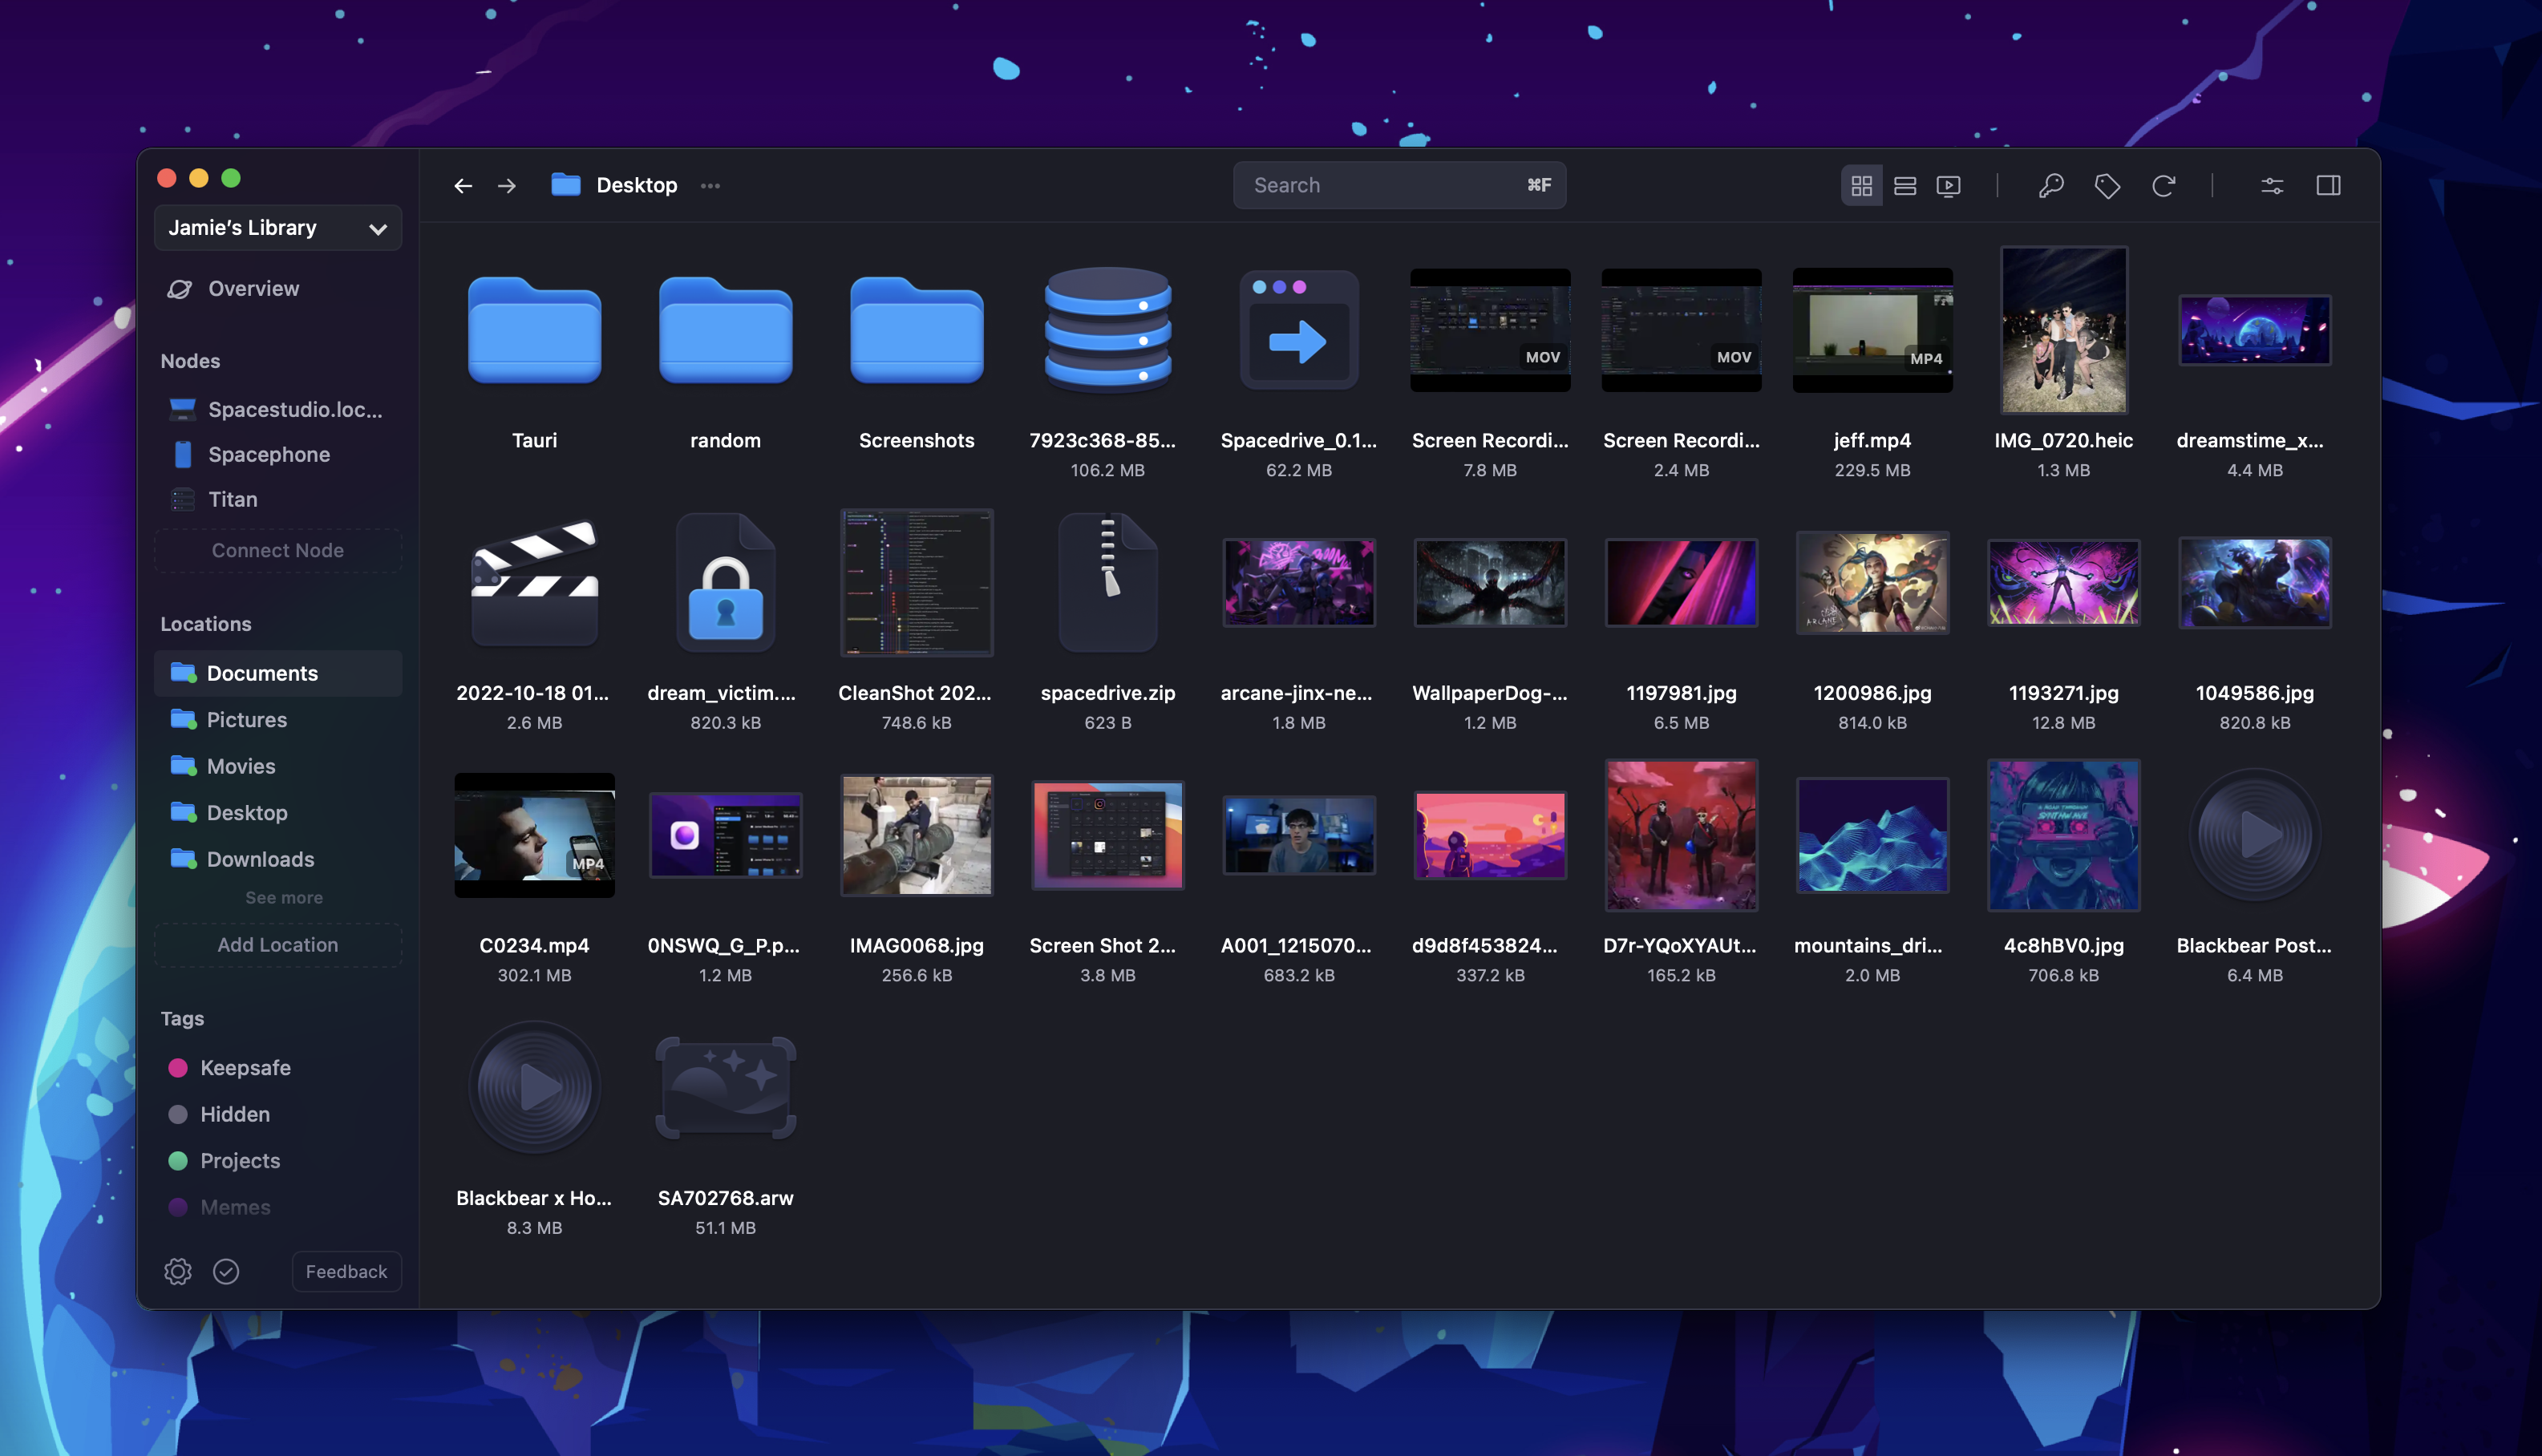 Jamie's Library
Overview
Nodes
Spacestudio.loc...
Spacephone
Titan
Connect Node
Locations
Documents
Pictures
Movies
Desktop
Downloads
See more
Add Location
Tags
Keepsafe
Hidden
Projects
Memes
Feedback
Desktop
Search ⌘F
MOV
MOV
MP4
Tauri
random
Screenshots
7923c368-85...
106.2 MB
Spacedrive_0.1...
62.2 MB
Screen Recordi...
7.8 MB
Screen Recordi...
2.4 MB
jeff.mp4
229.5 MB
IMG_0720.heic
1.3 MB
dreamstime_x...
4.4 MB
2022-10-18 01...
2.6 MB
dream_victim....
820.3 kB
CleanShot 202...
748.6 kB
spacedrive.zip
623 B
arcane-jinx-ne...
1.8 MB
WallpaperDog-...
1.2 MB
1197981.jpg
6.5 MB
1200986.jpg
814.0 kB
1193271.jpg
12.8 MB
1049586.jpg
820.8 kB
MP4
C0234.mp4
302.1 MB
0NSWQ_G_P.p...
1.2 MB
IMAG0068.jpg
256.6 kB
Screen Shot 2...
3.8 MB
A001_1215070...
683.2 kB
d9d8f453824...
337.2 kB
D7r-YQoXYAUt...
165.2 kB
mountains_dri...
2.0 MB
4c8hBV0.jpg
706.8 kB
Blackbear Post...
6.4 MB
Blackbear x Ho...
8.3 MB
SA702768.arw
51.1 MB